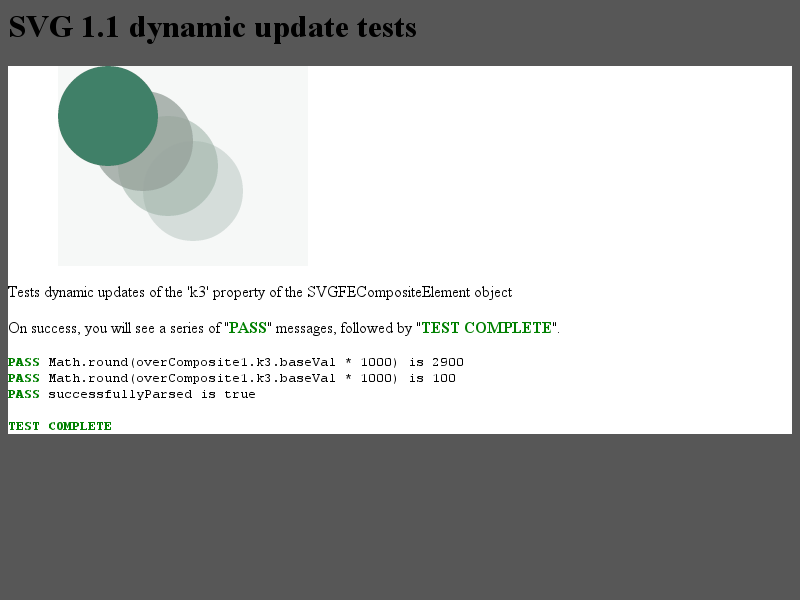 SVG 1.1 dynamic update tests
Tests dynamic updates of the 'k3' property of the SVGFECompositeElement object
On success, you will see a series of "PASS" messages, followed by "TEST COMPLETE".
PASS Math.round(overComposite1.k3.baseVal * 1000) is 2900
PASS Math.round(overComposite1.k3.baseVal * 1000) is 100
PASS successfullyParsed is true
TEST COMPLETE